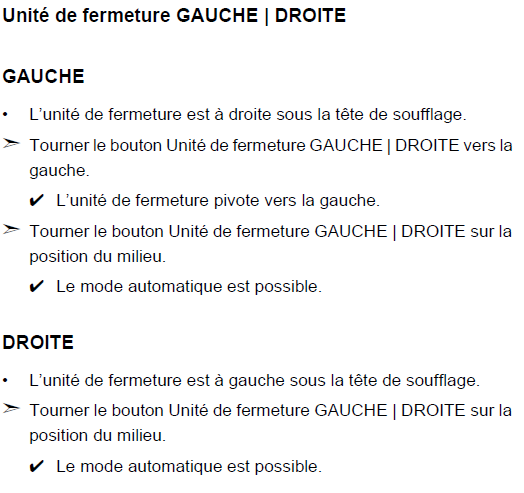 Unité de fermeture GAUCHE | DROITE
GAUCHE
• L'unité de fermeture est à droite sous la tête de soufflage.
➣ Tourner le bouton Unité de fermeture GAUCHE | DROITE vers la
gauche.
✔ L'unité de fermeture pivote vers la gauche.
➣ Tourner le bouton Unité de fermeture GAUCHE | DROITE sur la
position du milieu.
✔ Le mode automatique est possible.
DROITE
• L'unité de fermeture est à gauche sous la tête de soufflage.
➣ Tourner le bouton Unité de fermeture GAUCHE | DROITE sur la
position du milieu.
✔ Le mode automatique est possible.